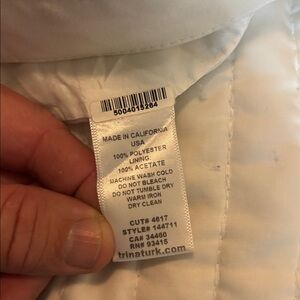 5004015264
MADE IN CALIFORNIA
USA
100% POLYESTER
LINING:
100% ACETATE
MACHINE WASH COLD
DO NOT BLEACH
DO NOT TUMBLE DRY
WARM IRON
DRY CLEAN
CUT# 4617
STYLE# 144711
CA# 34460
RN# 93415
trinaturk.com